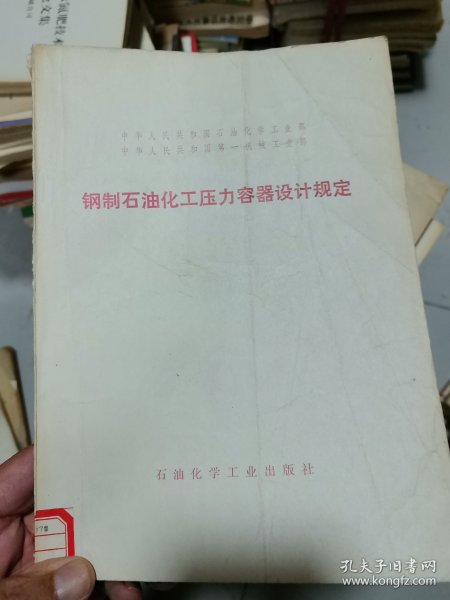 中华人民共和国石油化学工业部
中华人民共和国第一机械工业部
钢制石油化工压力容器设计规定
石油化学工业出版社
孔夫子旧书网
www.kongfz.com